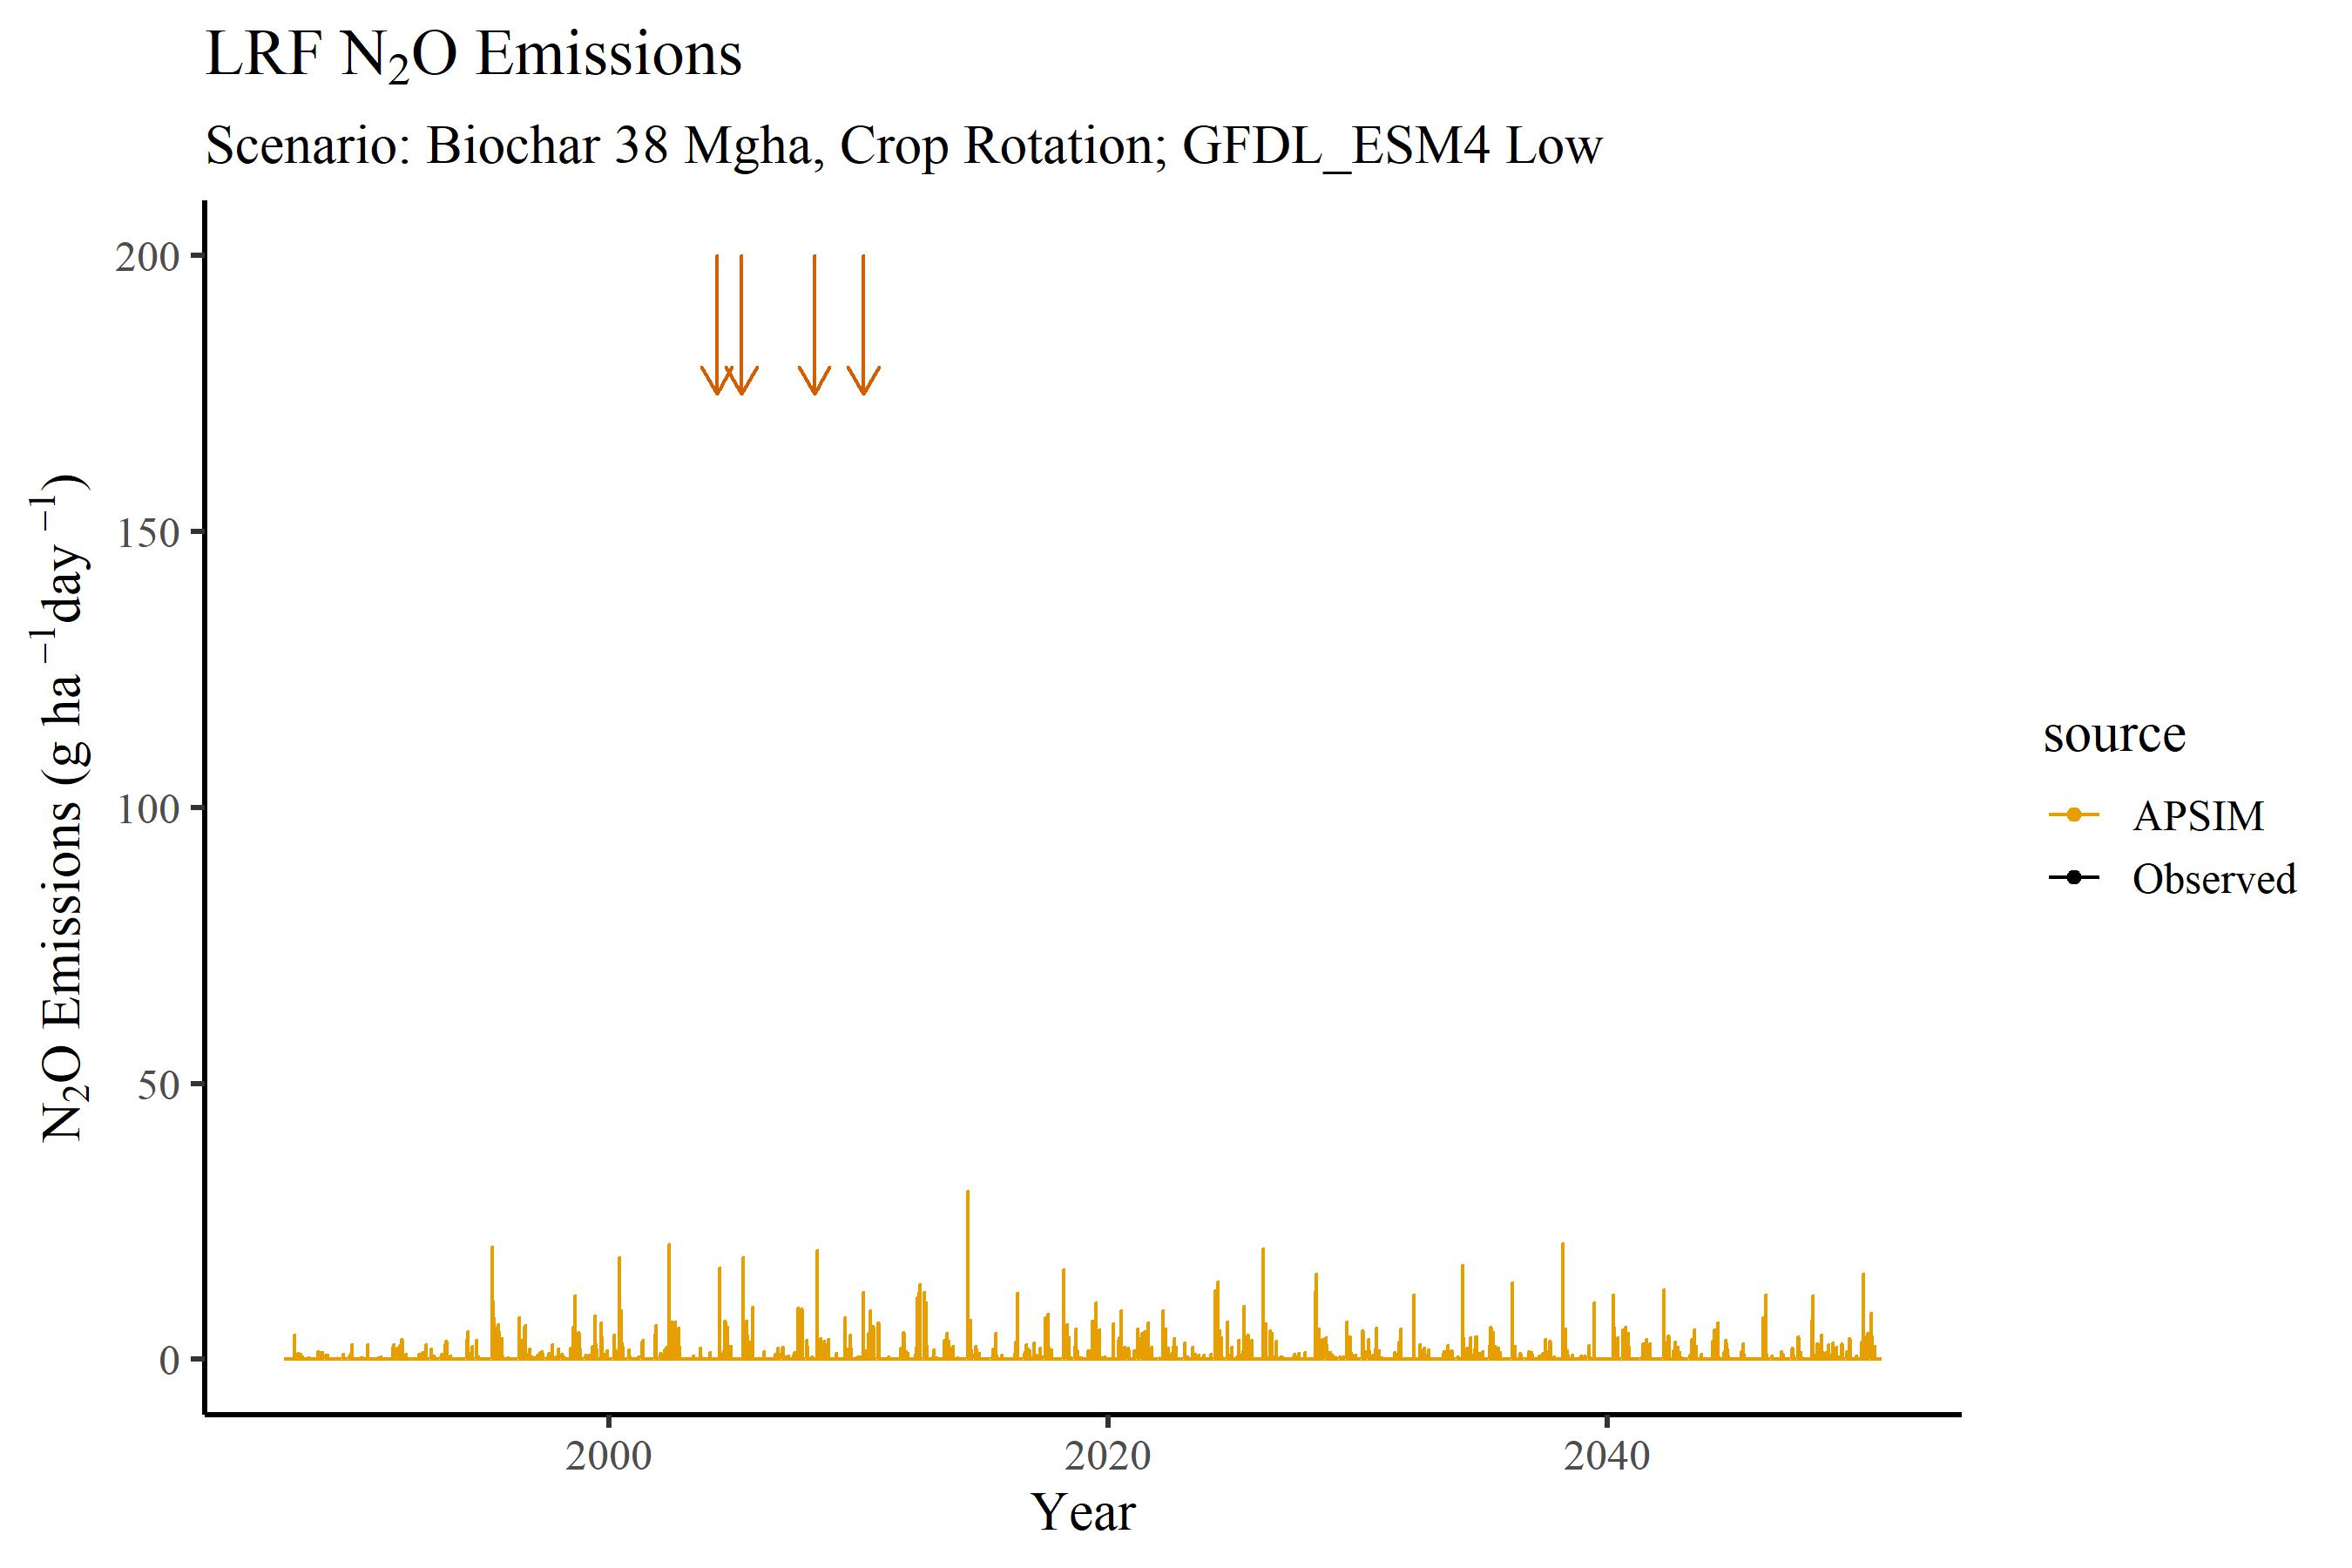 LRF N₂O Emissions
Scenario: Biochar 38 Mgha, Crop Rotation; GFDL_ESM4 Low
N₂O Emissions (g ha ⁻¹day ⁻¹)
200
150
100
50
0
2000 2020 2040
Year
source
APSIM
Observed